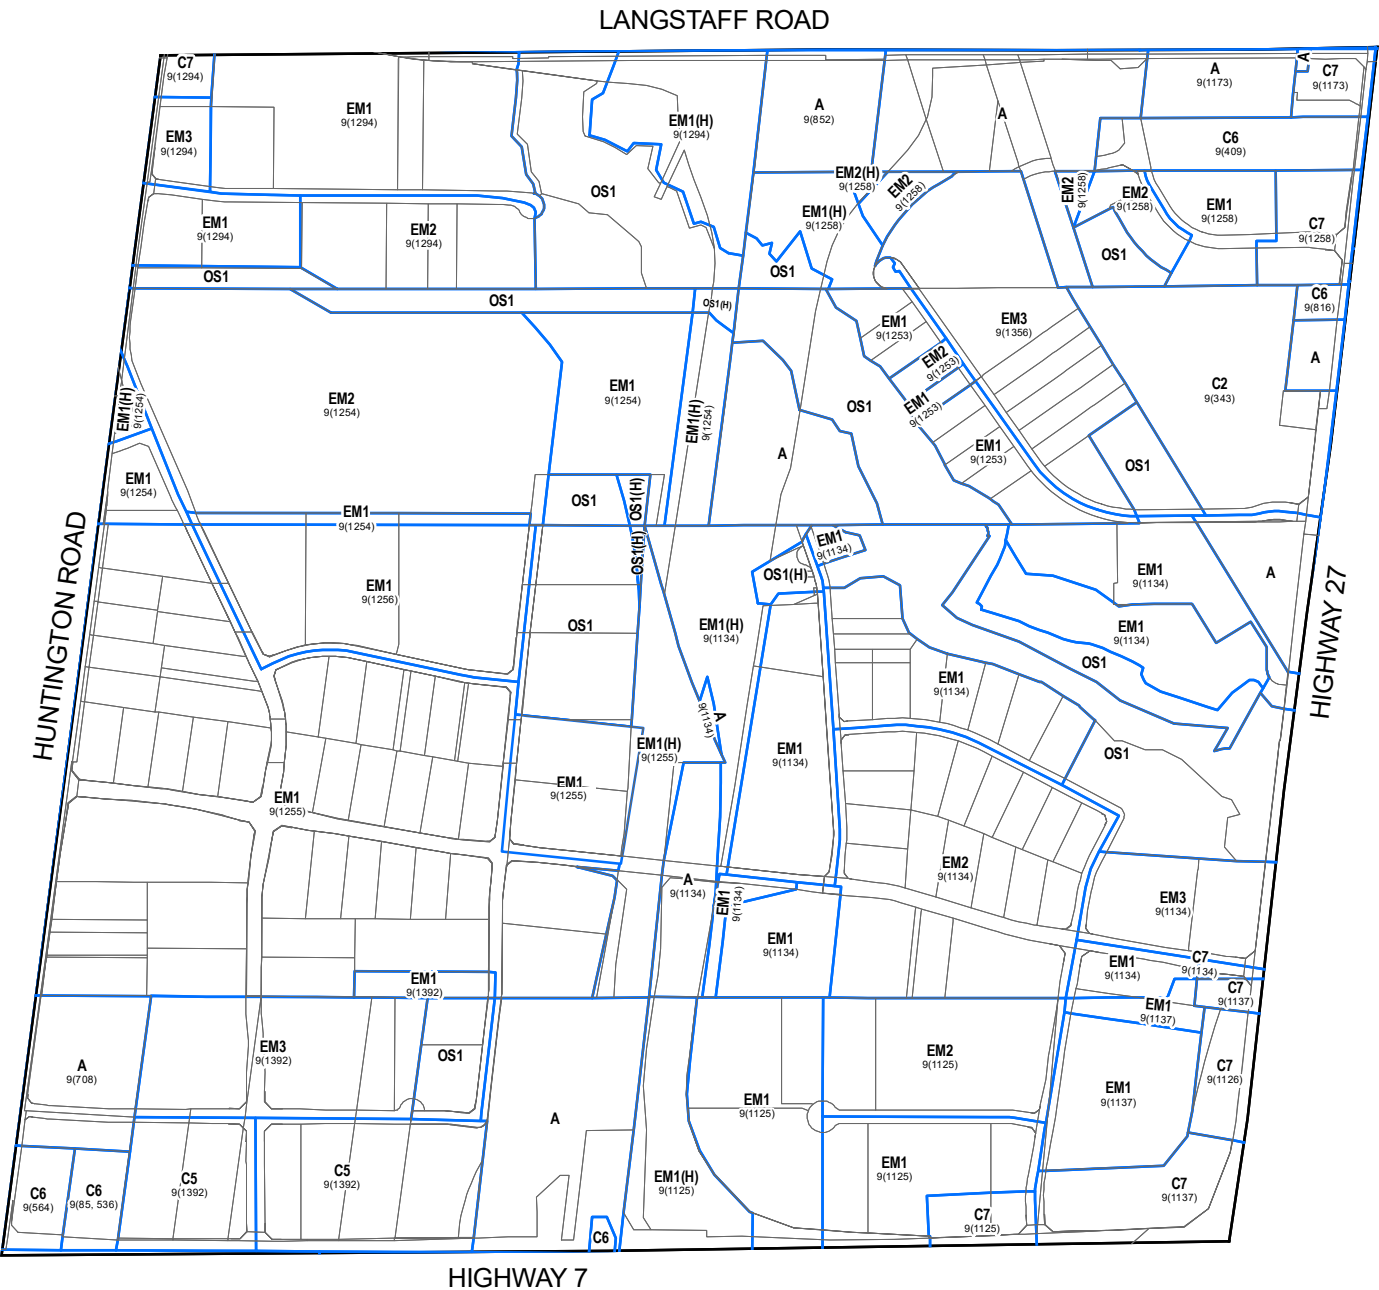 LANGSTAFF ROAD
C7
9(1294)
EM1
9(1294)
EM3
9(1294)
EM1(H)
9(1294)
A
9(852)
A
A
9(1173)
A
C7
9(1173)
C6
9(409)
OS1
EM2(H)
9(1258)
EM2
9(1258)
EM1(H)
9(1258)
EM2
9(1258)
EM2
9(1258)
EM1
9(1258)
C7
9(1258)
EM1
9(1294)
EM2
9(1294)
OS1
OS1
OS1
OS1
OS1(H)
C6
9(816)
A
EM1
9(1253)
EM3
9(1356)
EM2
9(1253)
EM1
9(1253)
EM1
9(1253)
C2
9(343)
OS1
EM1(H)
9(1254)
EM2
9(1254)
EM1
9(1254)
EM1(H)
9(1254)
OS1
A
EM1
9(1254)
OS1
OS1(H)
EM1
9(1254)
OS1(H)
EM1
9(1134)
OS1(H)
EM1
9(1256)
OS1
EM1(H)
9(1134)
EM1
9(1134)
A
EM1
9(1134)
OS1
EM1
9(1134)
A
9(1134)
EM1(H)
9(1255)
EM1
9(1134)
OS1
EM1
9(1255)
EM1
9(1255)
EM2
9(1134)
A
9(1134)
EM1
9(1134)
EM1
9(1134)
EM3
9(1134)
C7
9(1134)
EM1
9(1134)
EM1
9(1392)
C7
9(1137)
EM1
9(1137)
EM3
9(1392)
OS1
A
9(708)
EM2
9(1125)
EM1
9(1125)
EM1
9(1137)
C7
9(1126)
A
C5
9(1392)
C5
9(1392)
C6
9(564)
C6
9(85, 536)
EM1(H)
9(1125)
EM1
9(1125)
C7
9(1125)
C7
9(1137)
C6
HUNTINGTON ROAD
HIGHWAY 27
HIGHWAY 7